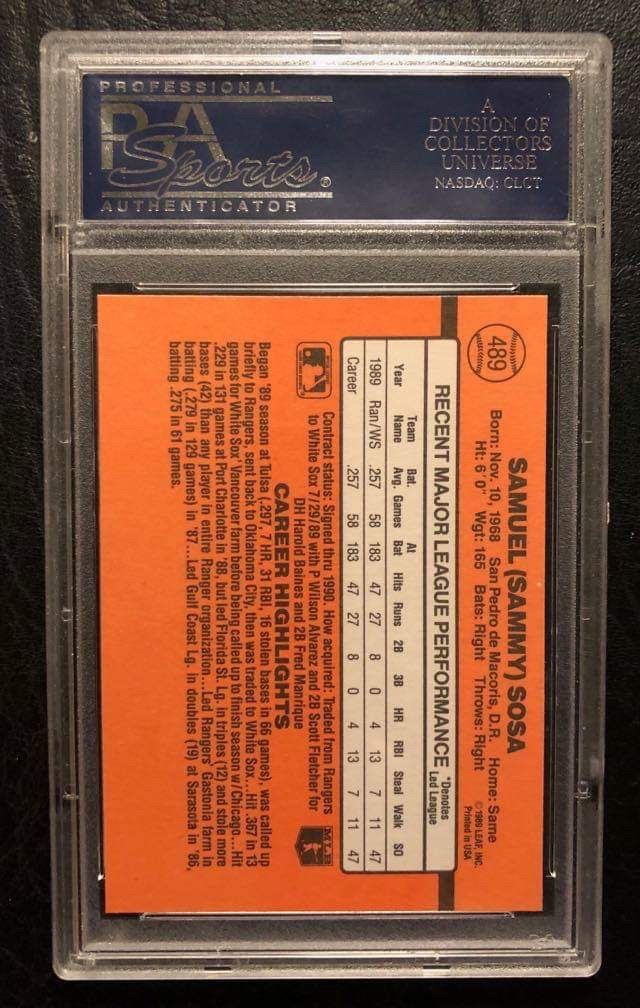 PROFESSIONAL
PSA
Sports®
AUTHENTICATOR
A
DIVISION OF
COLLECTORS
UNIVERSE
NASDAQ: CLCT
489
SAMUEL (SAMMY) SOSA
Born: Nov. 10, 1968 San Pedro de Macoris, D.R. Home: Same
Ht: 6' 0" Wgt: 165 Bats: Right Throws: Right
©1989 LEAF, INC.
Printed in USA
RECENT MAJOR LEAGUE PERFORMANCE
*Denotes
Led League
Team Bat. At
Year Name Avg. Games Bat Hits Runs 2B 3B HR RBI Steal Walk SO
1989 Ran/WS .257 58 183 47 27 8 0 4 13 7 11 47
Career .257 58 183 47 27 8 0 4 13 7 11 47
Contract status: Signed thru 1990. How acquired: Traded from Rangers
to White Sox 7/29/89 with P Wilson Alvarez and 2B Scott Fletcher for
DH Harold Baines and 2B Fred Manrique
MLB
CAREER HIGHLIGHTS
Began '89 season at Tulsa (.297, 7 HR, 31 RBI, 16 stolen bases in 66 games), was called up
briefly to Rangers, sent back to Oklahoma City, then was traded to White Sox...Hit .367 in 13
games for White Sox' Vancouver farm before being called up to finish season w/Chicago...Hit
.229 in 131 games at Port Charlotte in '88, but led Florida St. Lg. in triples (12) and stole more
bases (42) than any player in entire Ranger organization...Led Rangers' Gastonia farm in
batting (.279 in 129 games) in '87...Led Gulf Coast Lg. in doubles (19) at Sarasota in '86,
batting .275 in 61 games.